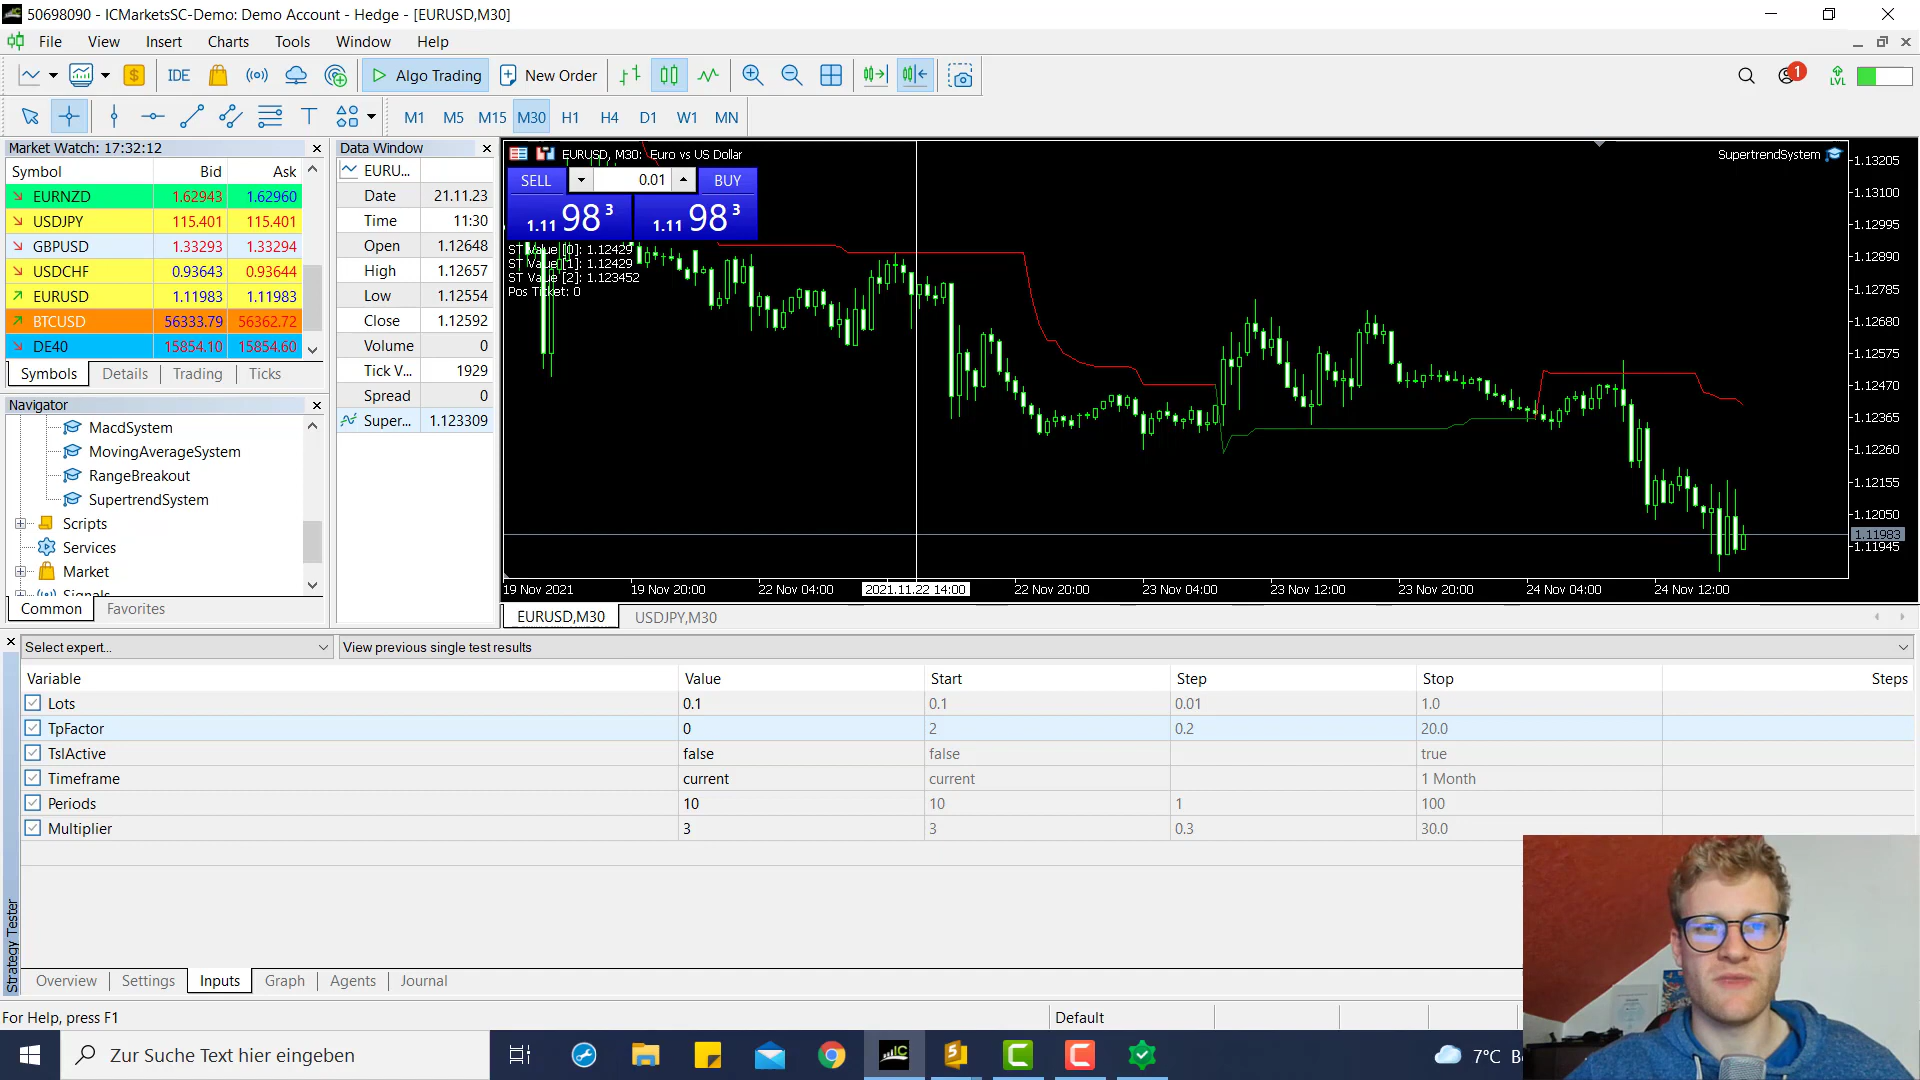 50698090 - ICMarketsSC-Demo: Demo Account - Hedge - [EURUSD,M30]
File View Insert Charts Tools Window Help
IDE Algo Trading New Order 1 LVL
M1 M5 M15 M30 H1 H4 D1 W1 MN
Market Watch: 17:32:12
Symbol Bid Ask
EURNZD 1.62943 1.62960
USDJPY 115.401 115.401
GBPUSD 1.33293 1.33294
USDCHF 0.93643 0.93644
EURUSD 1.11983 1.11983
BTCUSD 56333.79 56362.72
DE40 15854.10 15854.60
Symbols Details Trading Ticks
Navigator
MacdSystem
MovingAverageSystem
RangeBreakout
SupertrendSystem
Scripts
Services
Market
Signals
Common Favorites
Data Window
EURU...
Date 21.11.23
Time 11:30
Open 1.12648
High 1.12657
Low 1.12554
Close 1.12592
Volume 0
Tick V... 1929
Spread 0
Super... 1.123309
EURUSD, M30: Euro vs US Dollar
SELL 0.01 BUY
1.11 98 3 1.11 98 3
ST Value [0]: 1.12429
ST Value [1]: 1.12429
ST Value [2]: 1.123452
Pos Ticket: 0
SupertrendSystem
1.13205
1.13100
1.12995
1.12890
1.12785
1.12680
1.12575
1.12470
1.12365
1.12260
1.12155
1.12050
1.11983
1.11945
19 Nov 2021 19 Nov 20:00 22 Nov 04:00 2021.11.22 14:00 22 Nov 20:00 23 Nov 04:00 23 Nov 12:00 23 Nov 20:00 24 Nov 04:00 24 Nov 12:00
EURUSD,M30 USDJPY,M30
Select expert... View previous single test results
Variable Value Start Step Stop Steps
Lots 0.1 0.1 0.01 1.0
TpFactor 0 2 0.2 20.0
TslActive false false true
Timeframe current current 1 Month
Periods 10 10 1 100
Multiplier 3 3 0.3 30.0
Strategy Tester
Overview Settings Inputs Graph Agents Journal
For Help, press F1 Default
Zur Suche Text hier eingeben
IC
7°C